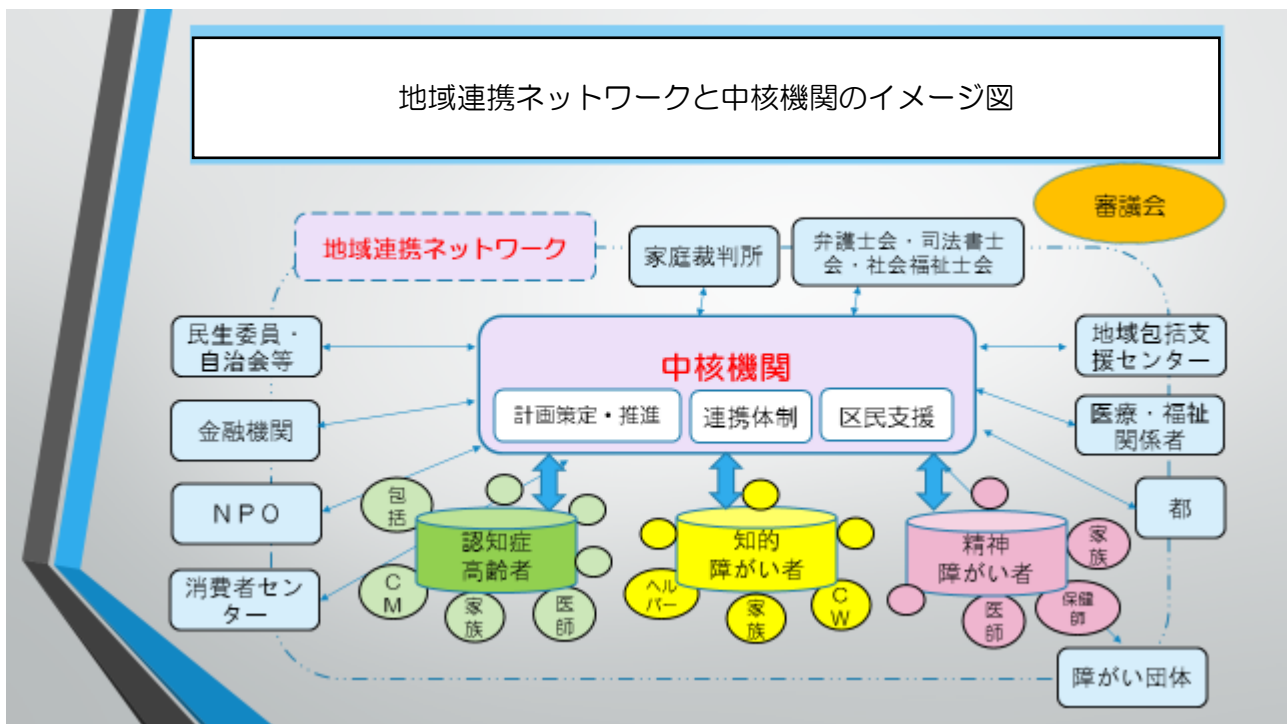 地域連携ネットワークと中核機関のイメージ図
審議会
地域連携ネットワーク
家庭裁判所
弁護士会・司法書士
会・社会福祉士会
民生委員・
自治会等
金融機関
NPO
消費者セン
ター
中核機関
計画策定・推進
連携体制
区民支援
地域包括支
援センター
医療・福祉
関係者
都
障がい団体
包
括
認知症
高齢者
C
M
家
族
医
師
知的
障がい者
ヘル
パー
家
族
C
W
精神
障がい者
家
族
医
師
保健
師